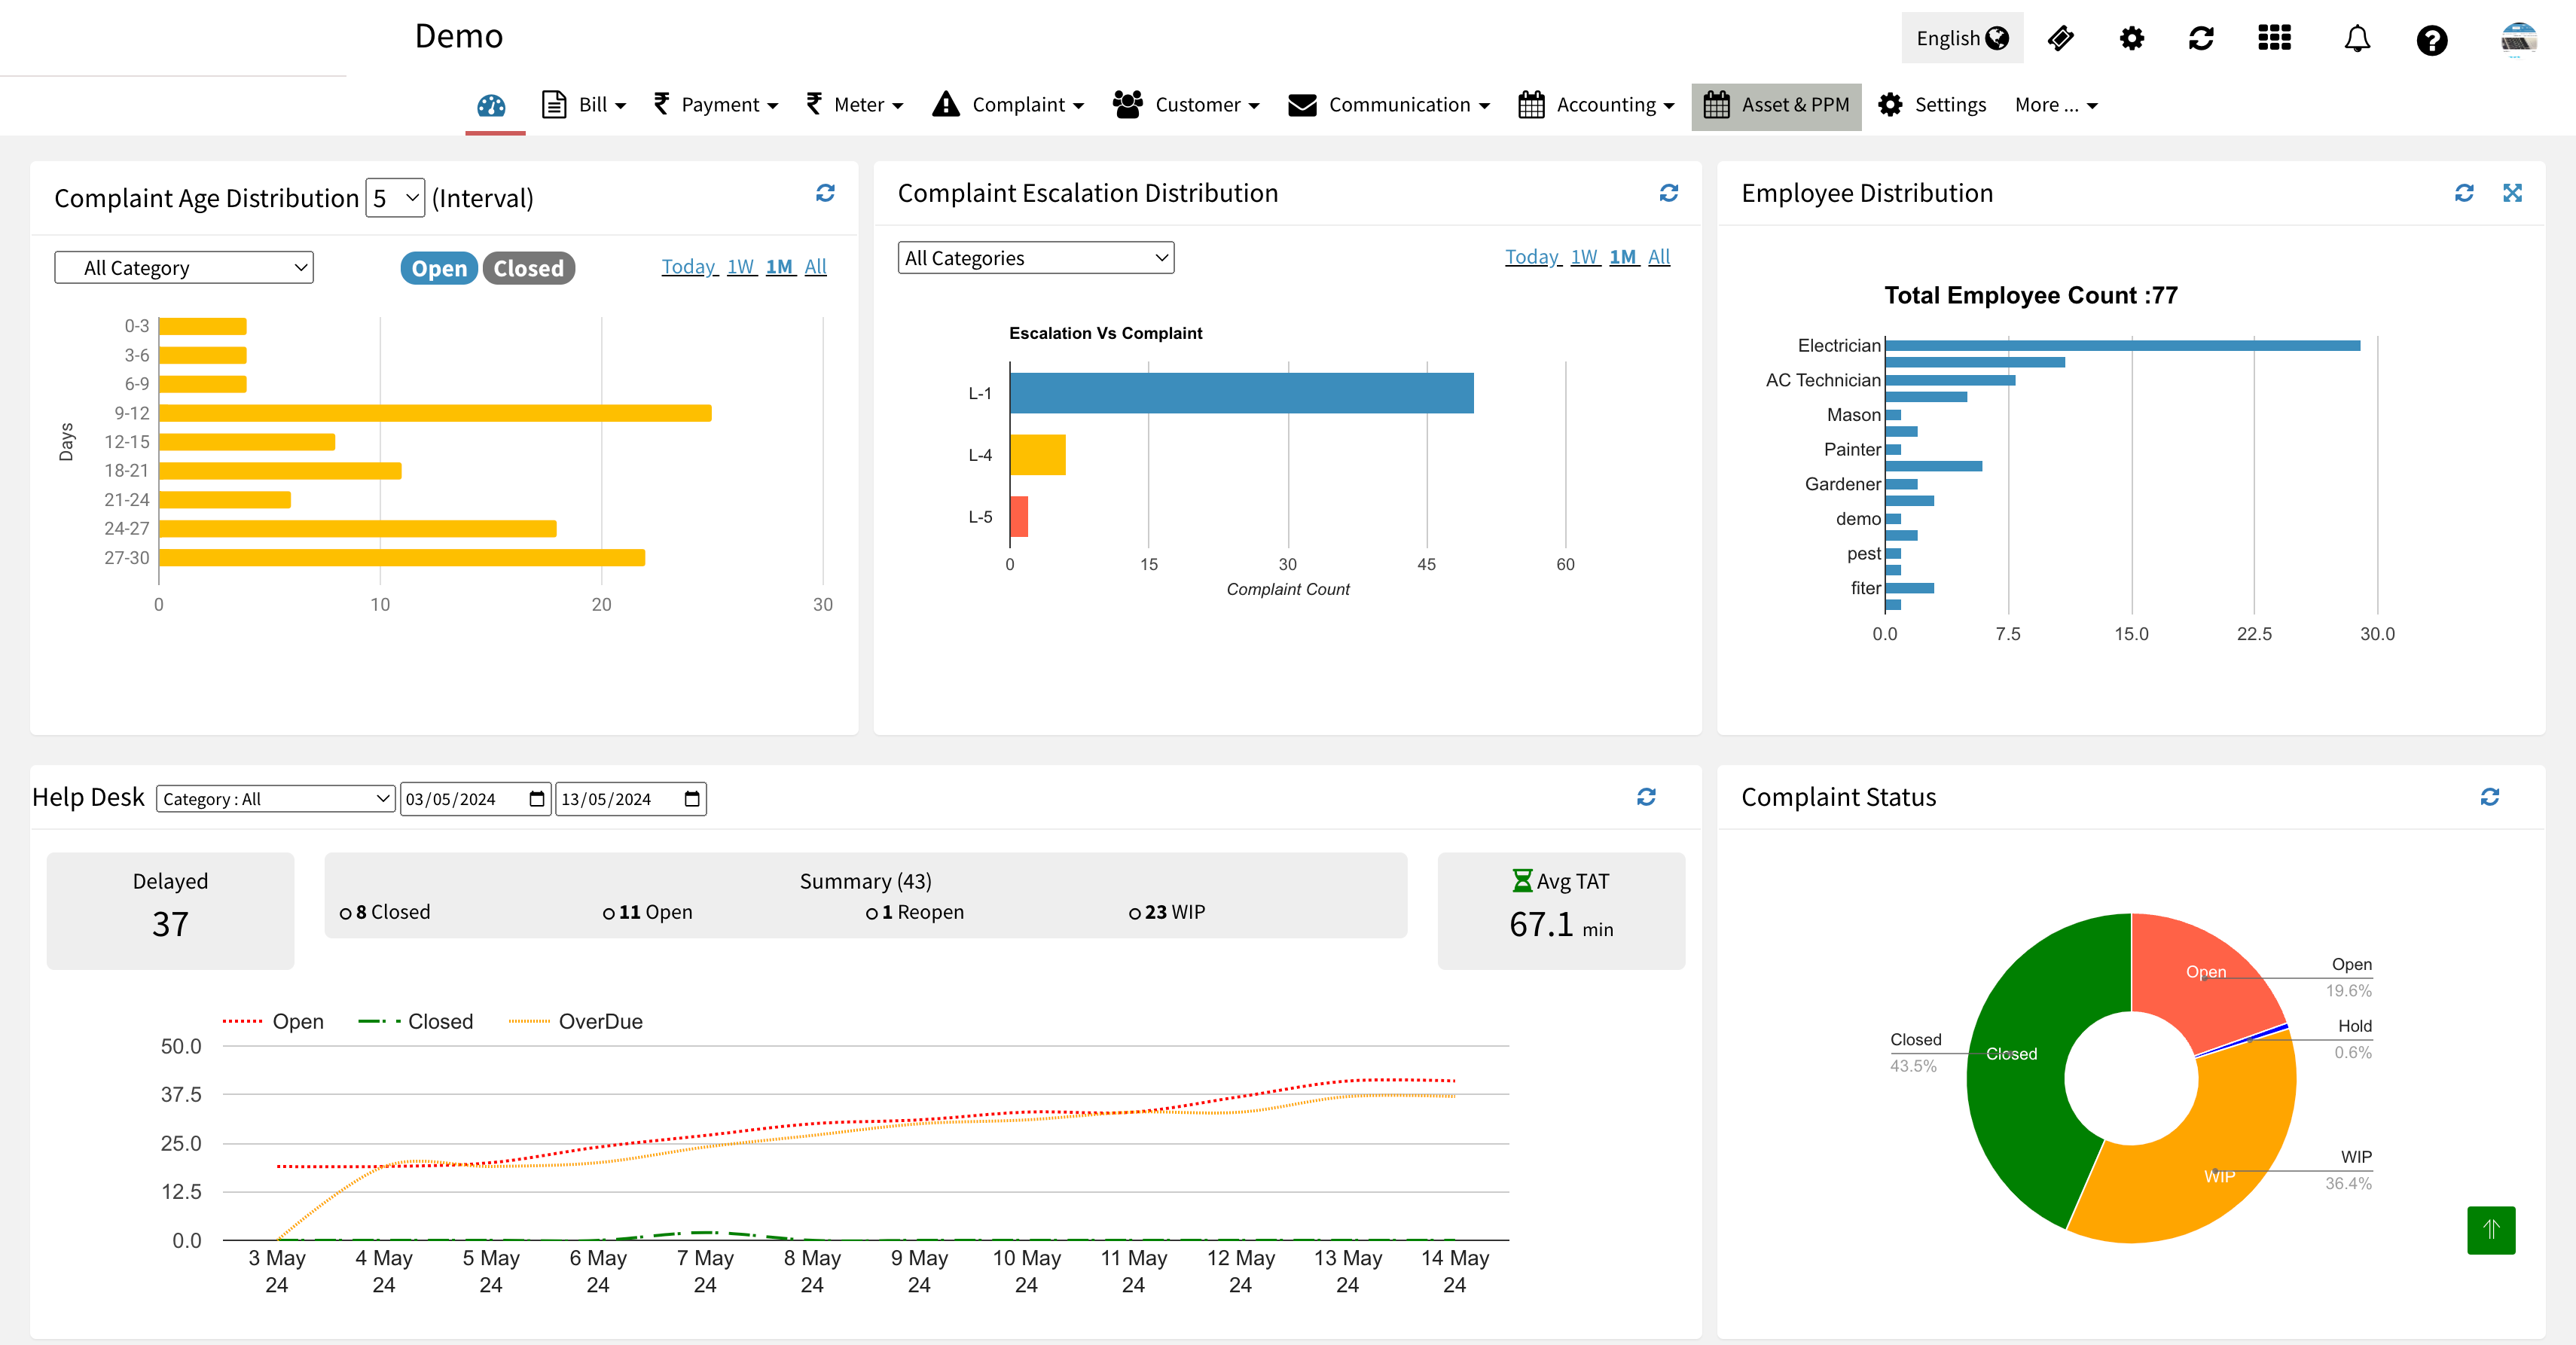 Demo
English
Bill
Payment
Meter
Complaint
Customer
Communication
Accounting
Asset & PPM
Settings
More ...
Complaint Age Distribution 5 (Interval)
All Category
Open
Closed
Today 1W 1M All
Days
0-3
3-6
6-9
9-12
12-15
18-21
21-24
24-27
27-30
0 10 20 30
Complaint Escalation Distribution
All Categories
Today 1W 1M All
Escalation Vs Complaint
L-1
L-4
L-5
0 15 30 45 60
Complaint Count
Employee Distribution
Total Employee Count :77
Electrician
AC Technician
Mason
Painter
Gardener
demo
pest
fiter
0.0 7.5 15.0 22.5 30.0
Help Desk Category : All 03/05/2024 13/05/2024
Delayed
37
Summary (43)
8 Closed 11 Open 1 Reopen 23 WIP
Avg TAT
67.1 min
Open Closed OverDue
50.0
37.5
25.0
12.5
0.0
3 May 24
4 May 24
5 May 24
6 May 24
7 May 24
8 May 24
9 May 24
10 May 24
11 May 24
12 May 24
13 May 24
14 May 24
Complaint Status
Open
Open
19.6%
Hold
0.6%
Closed
43.5%
Closed
WIP
WIP
36.4%